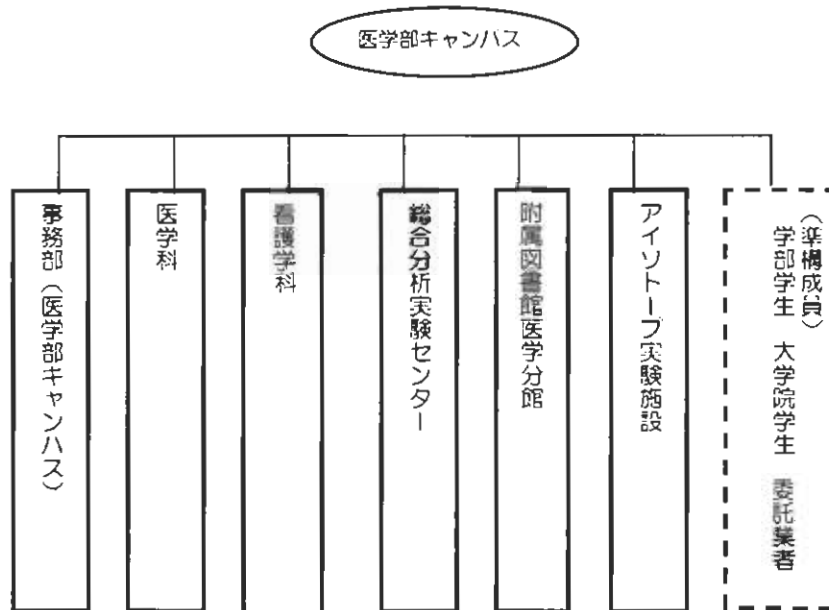 医学部キャンパス
事務部（医学部キャンパス）
医学科
看護学科
総合分析実験センター
附属図書館医学分館
アイソトープ実験施設
（準構成員）
学部学生　大学院学生　委託業者